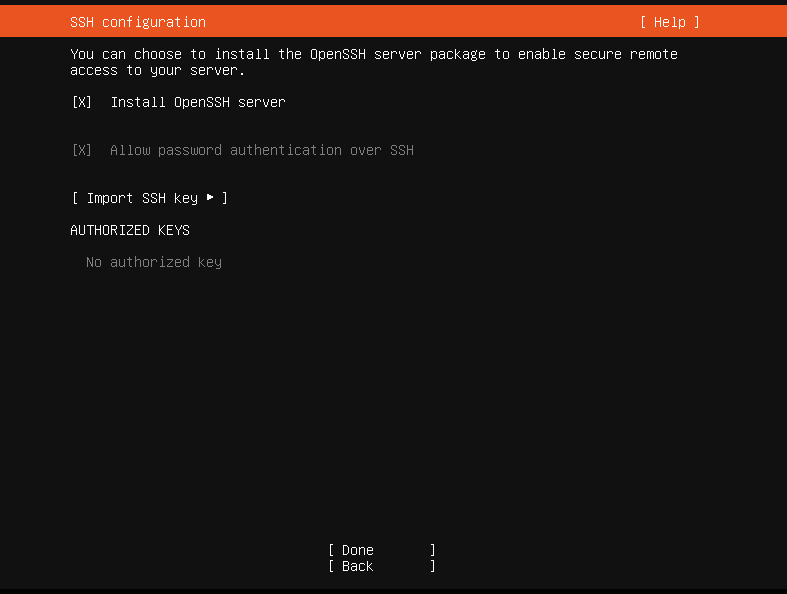 SSH configuration [ Help ]
You can choose to install the OpenSSH server package to enable secure remote
access to your server.
[X] Install OpenSSH server
[X] Allow password authentication over SSH
[ Import SSH key ▸ ]
AUTHORIZED KEYS
No authorized key
[ Done ]
[ Back ]